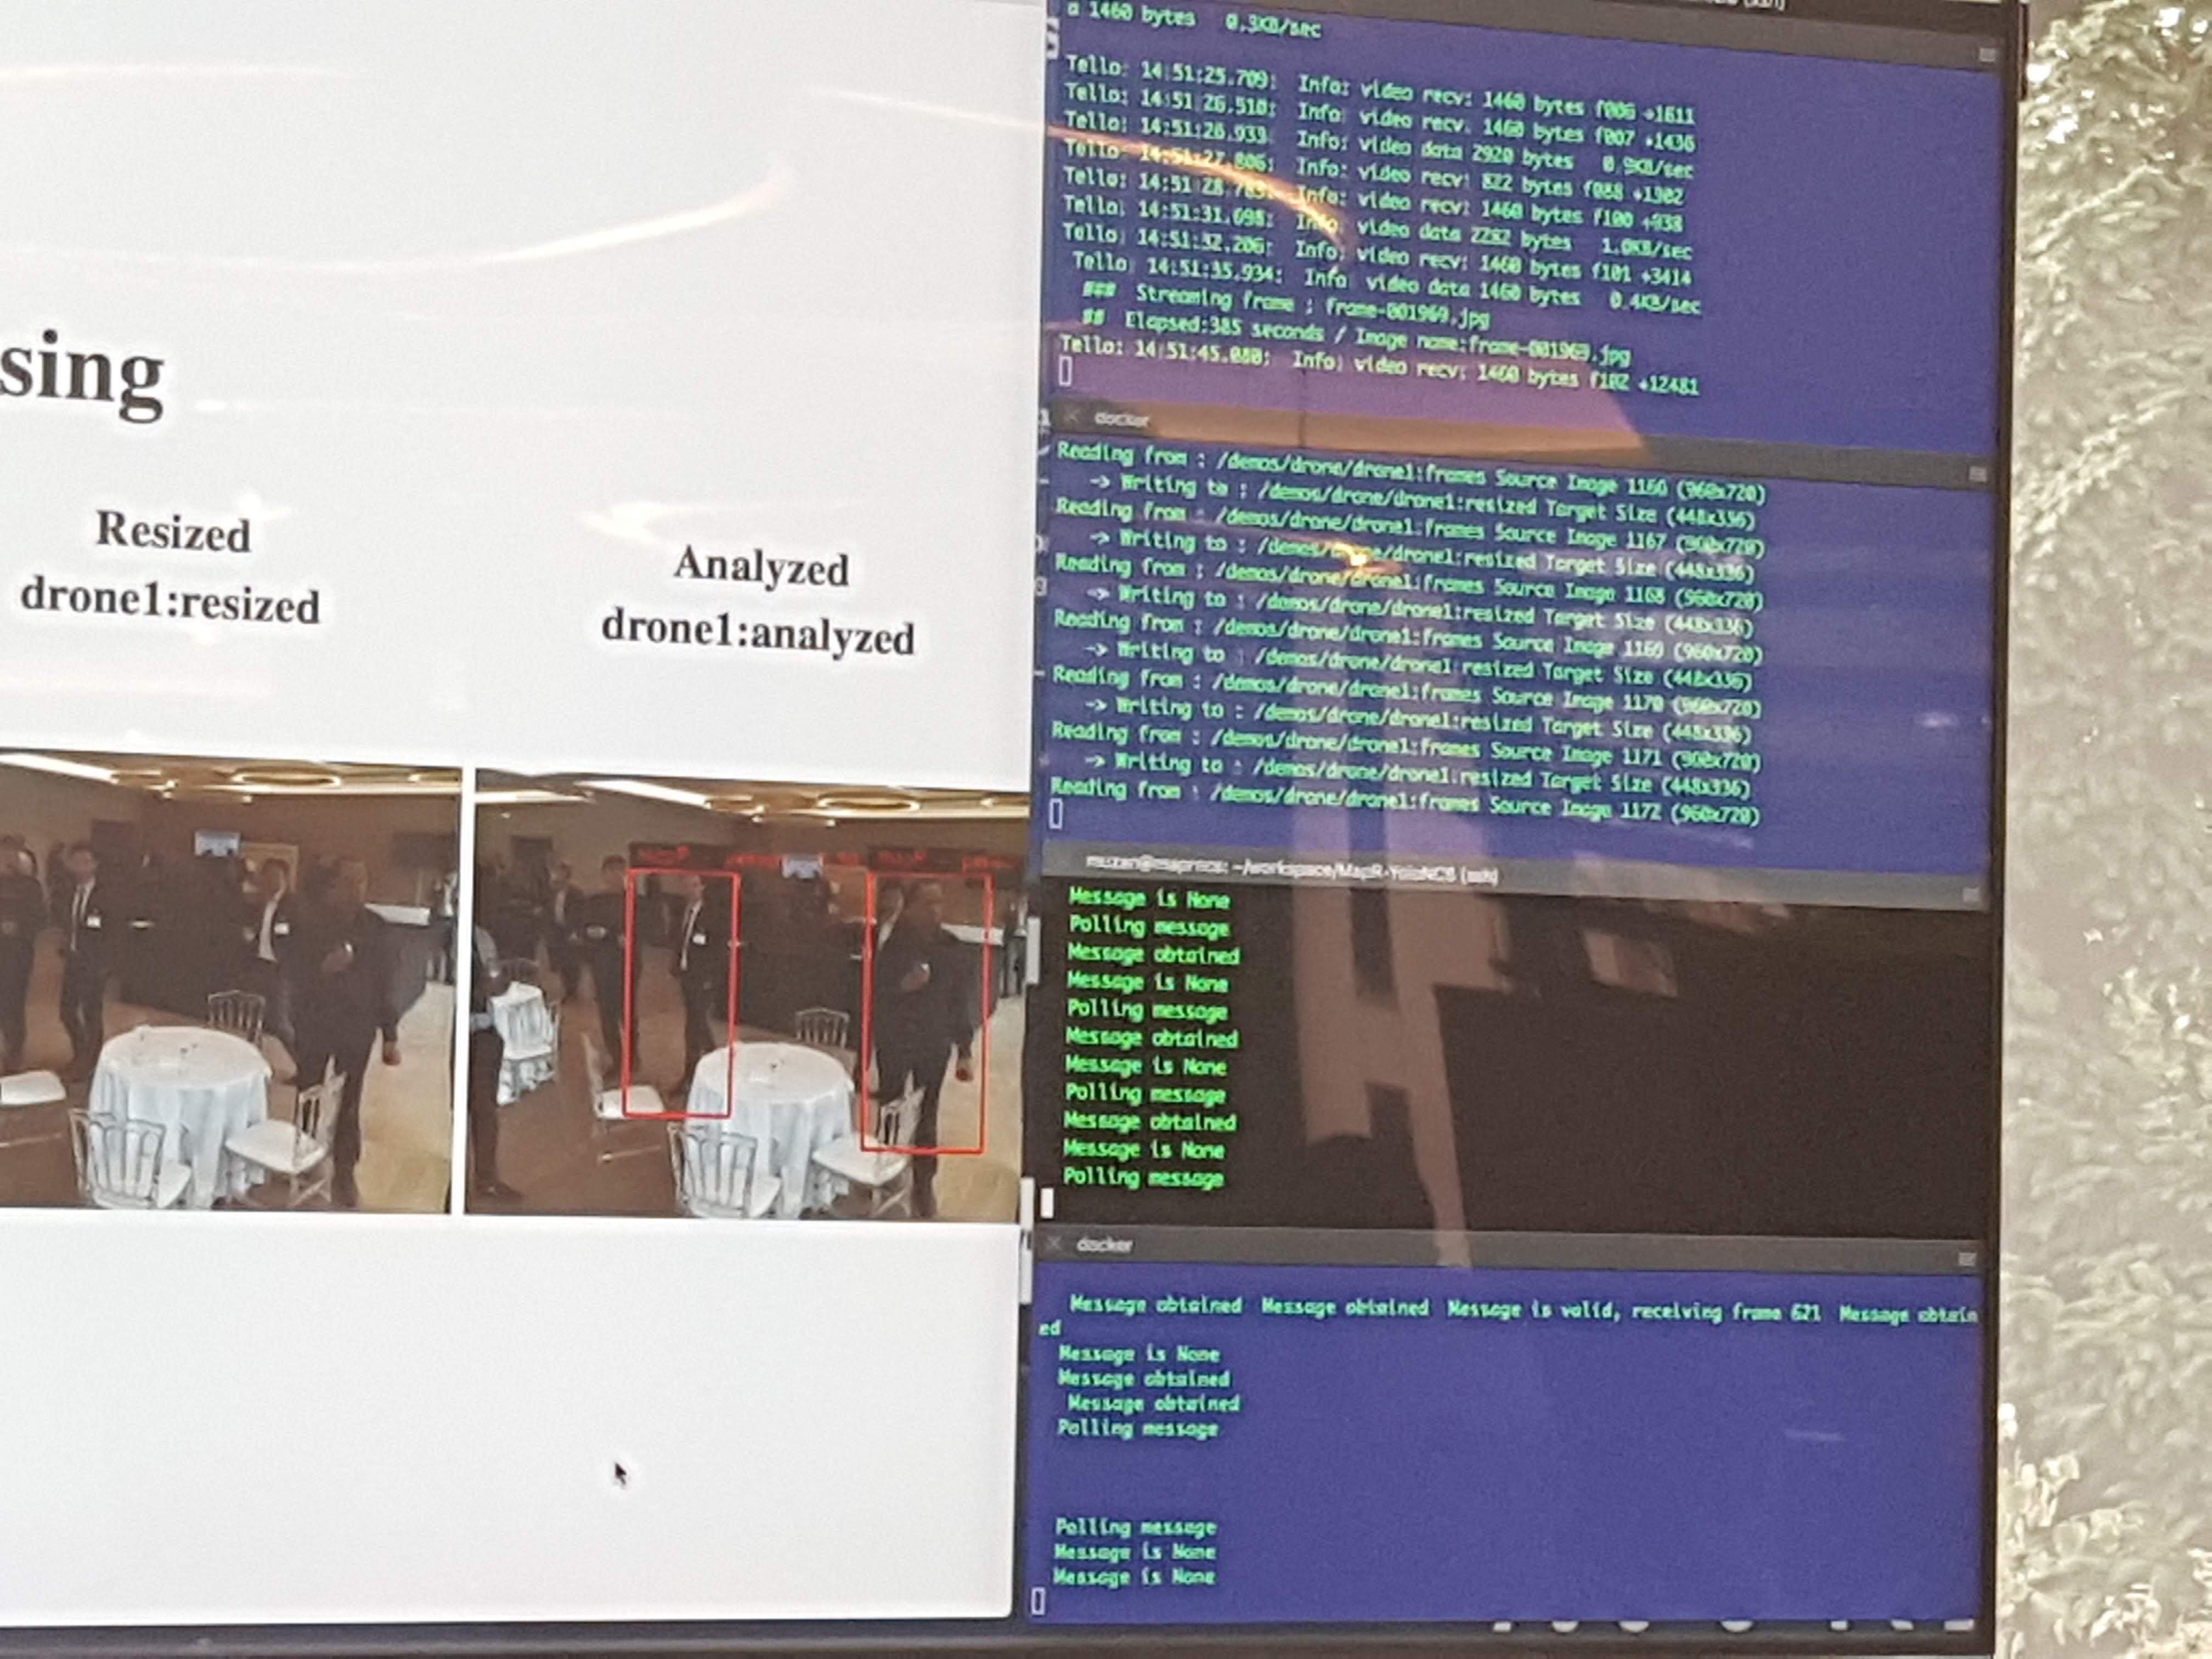 sing
Resized
drone1:resized
Analyzed
drone1:analyzed
a 1460 bytes 0.3KB/sec
Tello: 14:51:25.709: Info: video recv: 1460 bytes f006 +1611
Tello: 14:51:26.510: Info: video recv: 1460 bytes f007 +1436
Tello: 14:51:26.933: Info: video data 2920 bytes 0.9KB/sec
Tello: 14:51:27.806: Info: video recv: 822 bytes f088 +1302
Tello: 14:51:28. Info: video recv: 1460 bytes f100 +938
Tello: 14:51:31.698: Info: video data 2282 bytes 1.0KB/sec
Tello: 14:51:32.206: Info: video recv: 1460 bytes f101 +3414
Tello: 14:51:35.934: Info: video data 1460 bytes 0.4KB/sec
### Streaming frame : frame-001969.jpg
## Elapsed:385 seconds / Image name:frame-001969.jpg
Tello: 14:51:45.080: Info: video recv: 1460 bytes f102 +12481
docker
Reading from : /demos/drone/drone1:frames Source Image 1166 (960x720)
-> Writing to : /demos/drone/drone1:resized Target Size (448x336)
Reading from : /demos/drone/drone1:frames Source Image 1167 (960x720)
-> Writing to : /demos/drone/drone1:resized Target Size (448x336)
Reading from : /demos/drone/drone1:frames Source Image 1168 (960x720)
-> Writing to : /demos/drone/drone1:resized Target Size (448x336)
Reading from : /demos/drone/drone1:frames Source Image 1169 (960x720)
-> Writing to : /demos/drone/drone1:resized Target Size (448x336)
Reading from : /demos/drone/drone1:frames Source Image 1170 (960x720)
-> Writing to : /demos/drone/drone1:resized Target Size (448x336)
Reading from : /demos/drone/drone1:frames Source Image 1171 (960x720)
-> Writing to : /demos/drone/drone1:resized Target Size (448x336)
Reading from : /demos/drone/drone1:frames Source Image 1172 (960x720)
~/workspace/MapR-YoloNCS (ssh)
Message is None
Polling message
Message obtained
Message is None
Polling message
Message obtained
Message is None
Polling message
Message obtained
Message is None
Polling message
docker
Message obtained Message obtained Message is valid, receiving frame 621 Message obtain
ed
Message is None
Message obtained
Message obtained
Polling message
Polling message
Message is None
Message is None